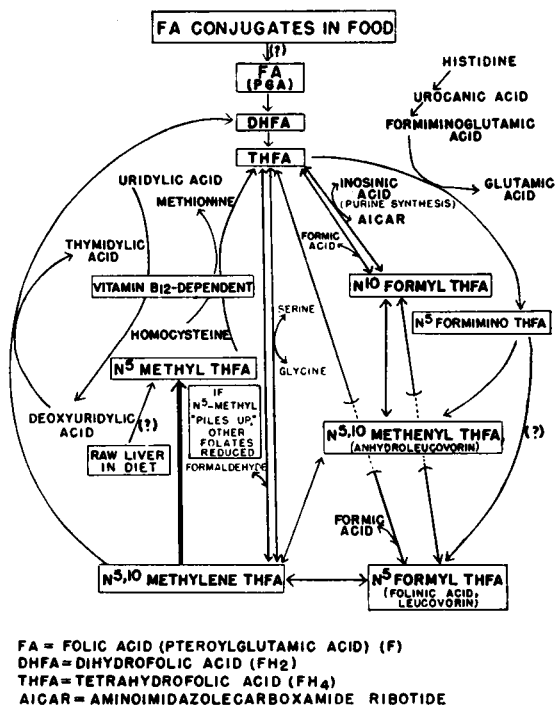 FA CONJUGATES IN FOOD
(?)
FA
(PGA)
DHFA
THFA
HISTIDINE
UROCANIC ACID
FORMIMINOGLUTAMIC
ACID
GLUTAMIC
ACID
URIDYLIC ACID
METHIONINE
INOSINIC
ACID
(PURINE SYNTHESIS)
AICAR
FORMIC
ACID
THYMIDYLIC
ACID
VITAMIN B12-DEPENDENT
N10 FORMYL THFA
HOMOCYSTEINE
SERINE
N5 FORMIMINO THFA
N5 METHYL THFA
GLYCINE
DEOXYURIDYLIC
ACID
(?)
IF
N5-METHYL
"PILES UP,"
OTHER
FOLATES
REDUCED
RAW LIVER
IN DIET
FORMALDEHYDE
N5,10 METHENYL THFA
(ANHYDROLEUCOVORIN)
(?)
FORMIC
ACID
N5,10 METHYLENE THFA
N5 FORMYL THFA
(FOLINIC ACID,
LEUCOVORIN)
FA = FOLIC ACID (PTEROYLGLUTAMIC ACID) (F)
DHFA = DIHYDROFOLIC ACID (FH2)
THFA = TETRAHYDROFOLIC ACID (FH4)
AICAR = AMINOIMIDAZOLECARBOXAMIDE RIBOTIDE